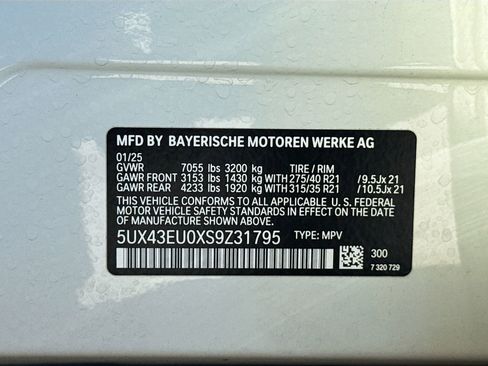 MFD BY BAYERISCHE MOTOREN WERKE AG
01/25
GVWR 7055 lbs 3200 kg TIRE / RIM
GAWR FRONT 3153 lbs 1430 kg WITH 275/40 R21 /9.5Jx 21
GAWR REAR 4233 lbs 1920 kg WITH 315/35 R21 /10.5Jx 21
THIS VEHICLE CONFORMS TO ALL APPLICABLE U. S. FEDERAL
MOTOR VEHICLE SAFETY STANDARDS IN EFFECT ON THE DATE OF
MANUFACTURE SHOWN ABOVE.
5UX43EU0XS9Z31795 TYPE: MPV
300
7 320 729